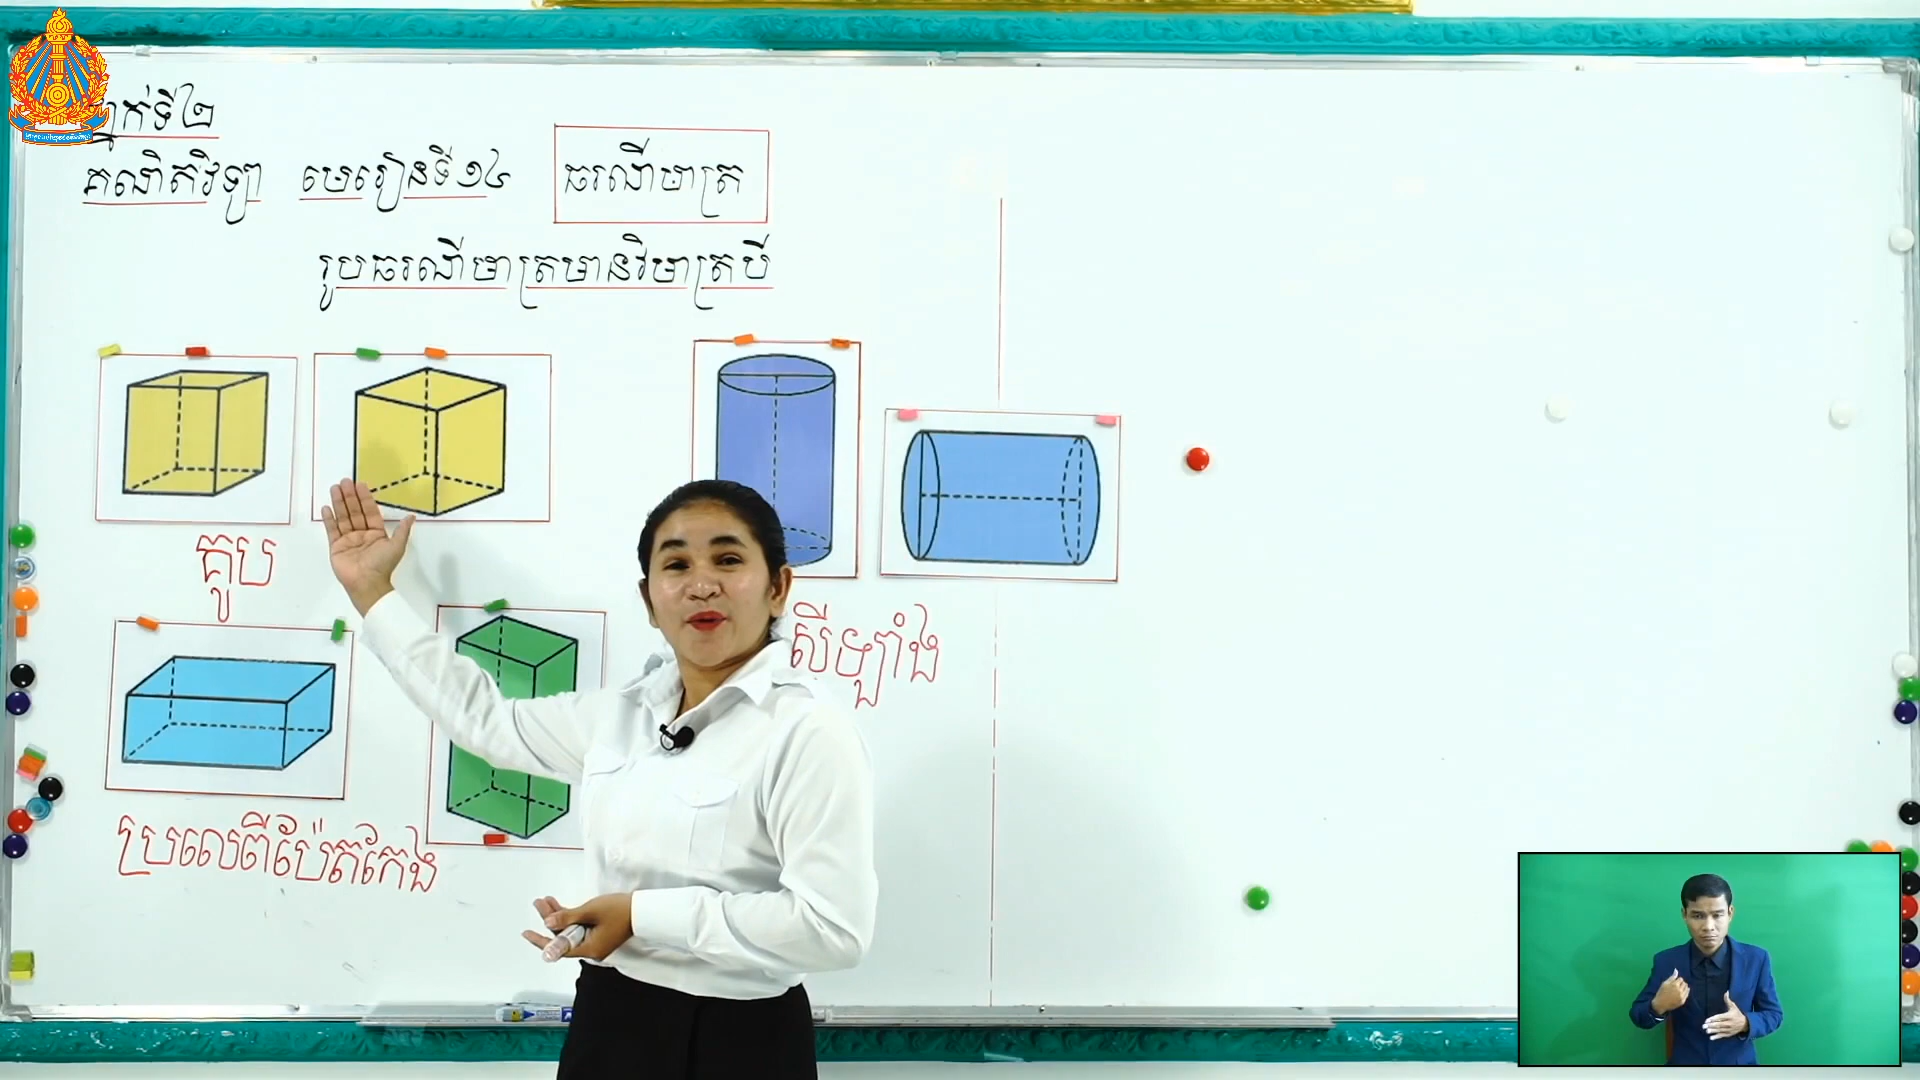 ថ្នាក់ទី២
គណិតវិទ្យា មេរៀនទី១៤ ធរណីមាត្រ
រូបធរណីមាត្រមានវិមាត្របី
គូប
ស៊ីឡាំង
ប្រលេពីប៉ែតកែង